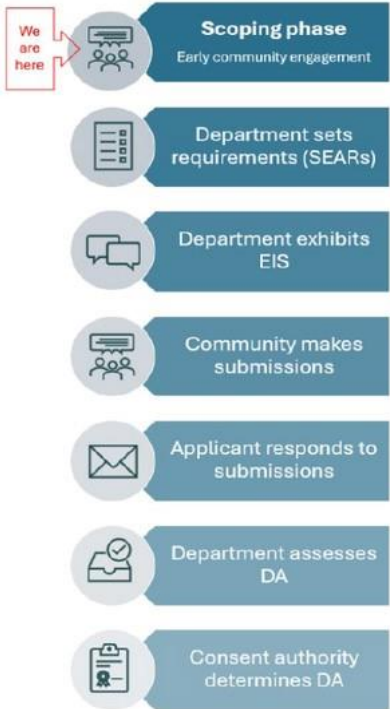 We
are
here
Scoping phase
Early community engagement
Department sets
requirements (SEARs)
Department exhibits
EIS
Community makes
submissions
Applicant responds to
submissions
Department assesses
DA
Consent authority
determines DA